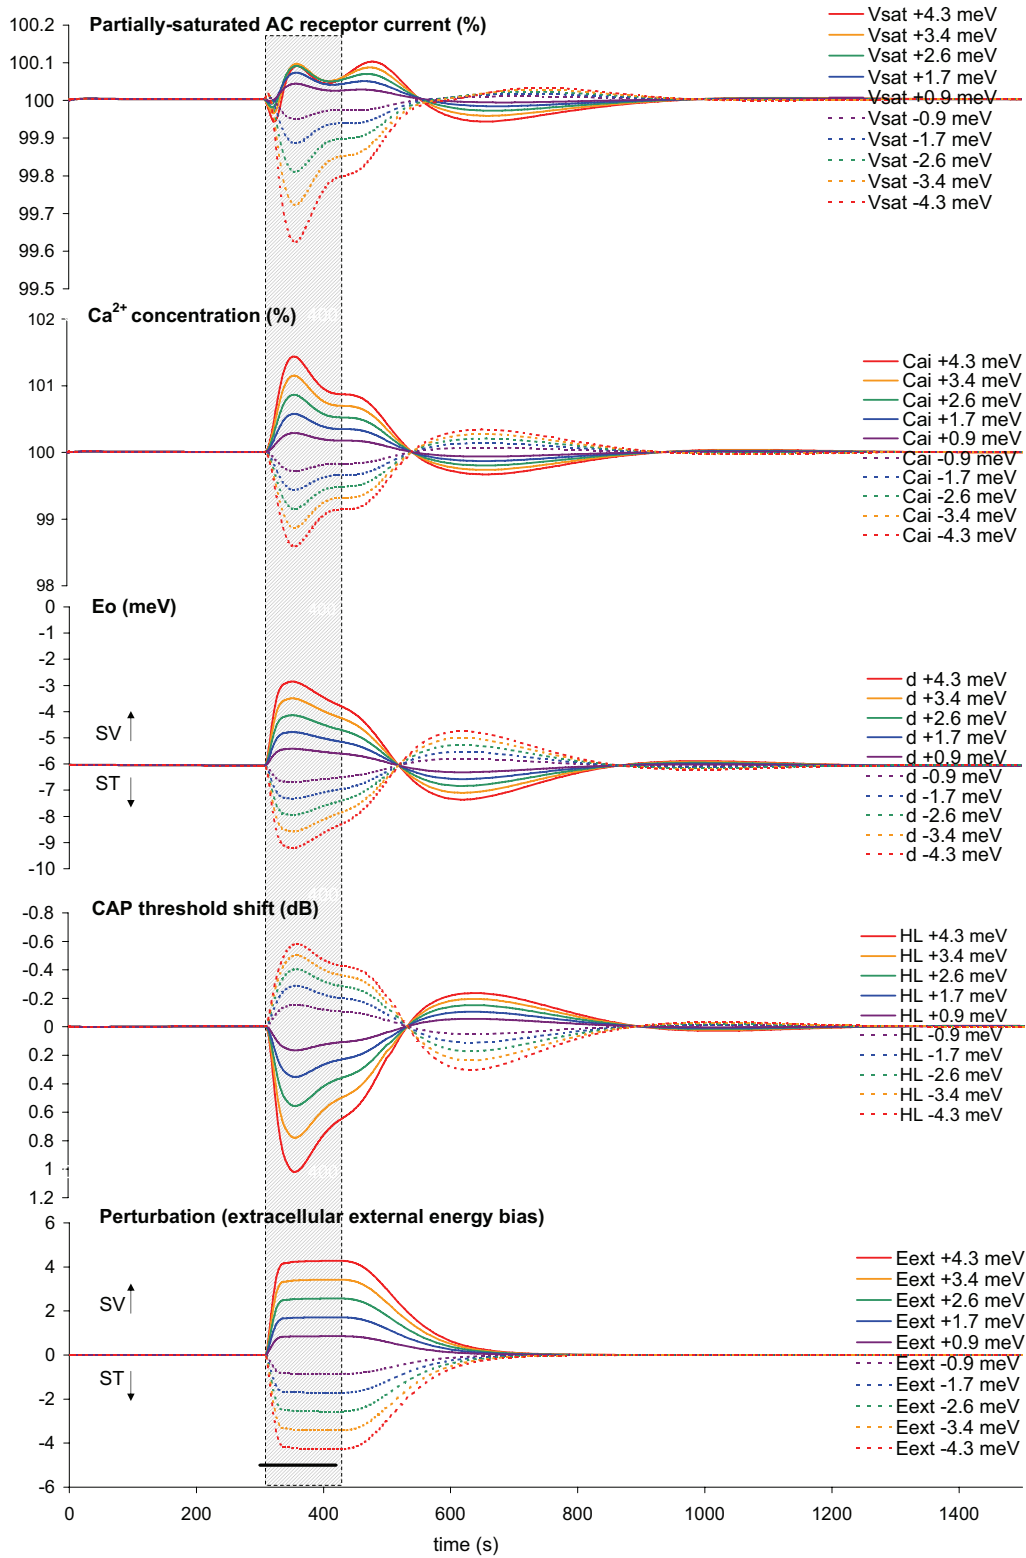 Partially-saturated AC receptor current (%)
100.2
100.1
100
99.9
99.8
99.7
99.6
99.5
Vsat +4.3 meV
Vsat +3.4 meV
Vsat +2.6 meV
Vsat +1.7 meV
Vsat +0.9 meV
Vsat -0.9 meV
Vsat -1.7 meV
Vsat -2.6 meV
Vsat -3.4 meV
Vsat -4.3 meV
Ca2+ concentration (%)
400
102
101
100
99
98
Cai +4.3 meV
Cai +3.4 meV
Cai +2.6 meV
Cai +1.7 meV
Cai +0.9 meV
Cai -0.9 meV
Cai -1.7 meV
Cai -2.6 meV
Cai -3.4 meV
Cai -4.3 meV
Eo (meV)
400
0
-1
-2
-3
-4
-5
-6
-7
-8
-9
-10
SV
ST
d +4.3 meV
d +3.4 meV
d +2.6 meV
d +1.7 meV
d +0.9 meV
d -0.9 meV
d -1.7 meV
d -2.6 meV
d -3.4 meV
d -4.3 meV
400
CAP threshold shift (dB)
-0.8
-0.6
-0.4
-0.2
0
0.2
0.4
0.6
0.8
1
1.2
HL +4.3 meV
HL +3.4 meV
HL +2.6 meV
HL +1.7 meV
HL +0.9 meV
HL -0.9 meV
HL -1.7 meV
HL -2.6 meV
HL -3.4 meV
HL -4.3 meV
400
Perturbation (extracellular external energy bias)
6
4
2
0
-2
-4
-6
SV
ST
Eext +4.3 meV
Eext +3.4 meV
Eext +2.6 meV
Eext +1.7 meV
Eext +0.9 meV
Eext -0.9 meV
Eext -1.7 meV
Eext -2.6 meV
Eext -3.4 meV
Eext -4.3 meV
0 200 400 600 800 1000 1200 1400
time (s)